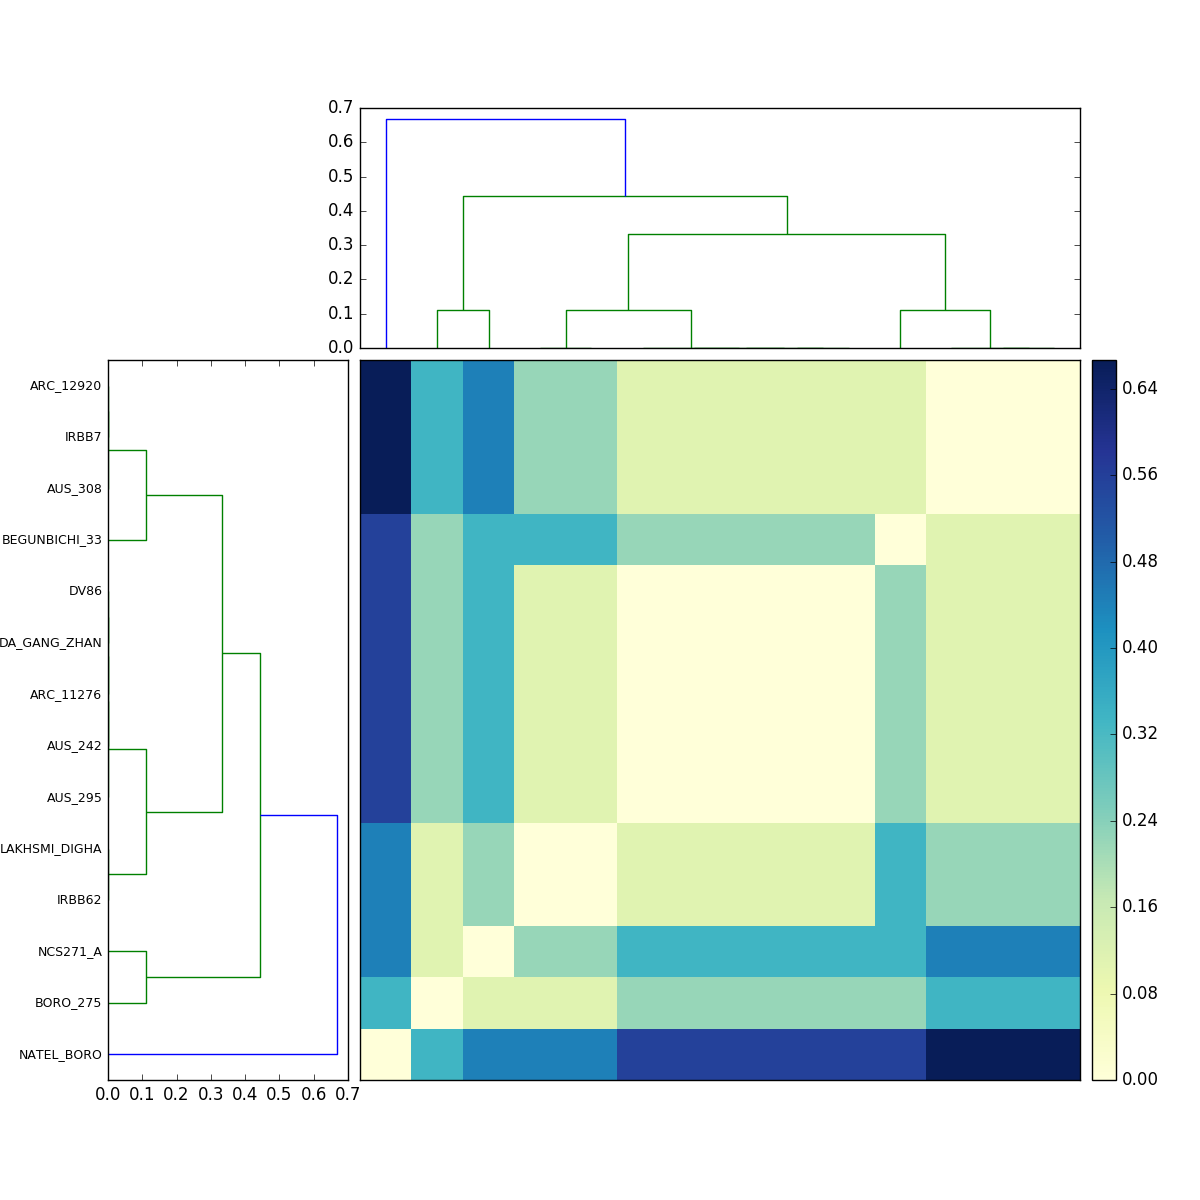 0.7
0.6
0.5
0.4
0.3
0.2
0.1
0.0
ARC_12920
IRBB7
AUS_308
BEGUNBICHI_33
DV86
DA_GANG_ZHAN
ARC_11276
AUS_242
AUS_295
LAKHSMI_DIGHA
IRBB62
NCS271_A
BORO_275
NATEL_BORO
0.0 0.1 0.2 0.3 0.4 0.5 0.6 0.7
0.64
0.56
0.48
0.40
0.32
0.24
0.16
0.08
0.00